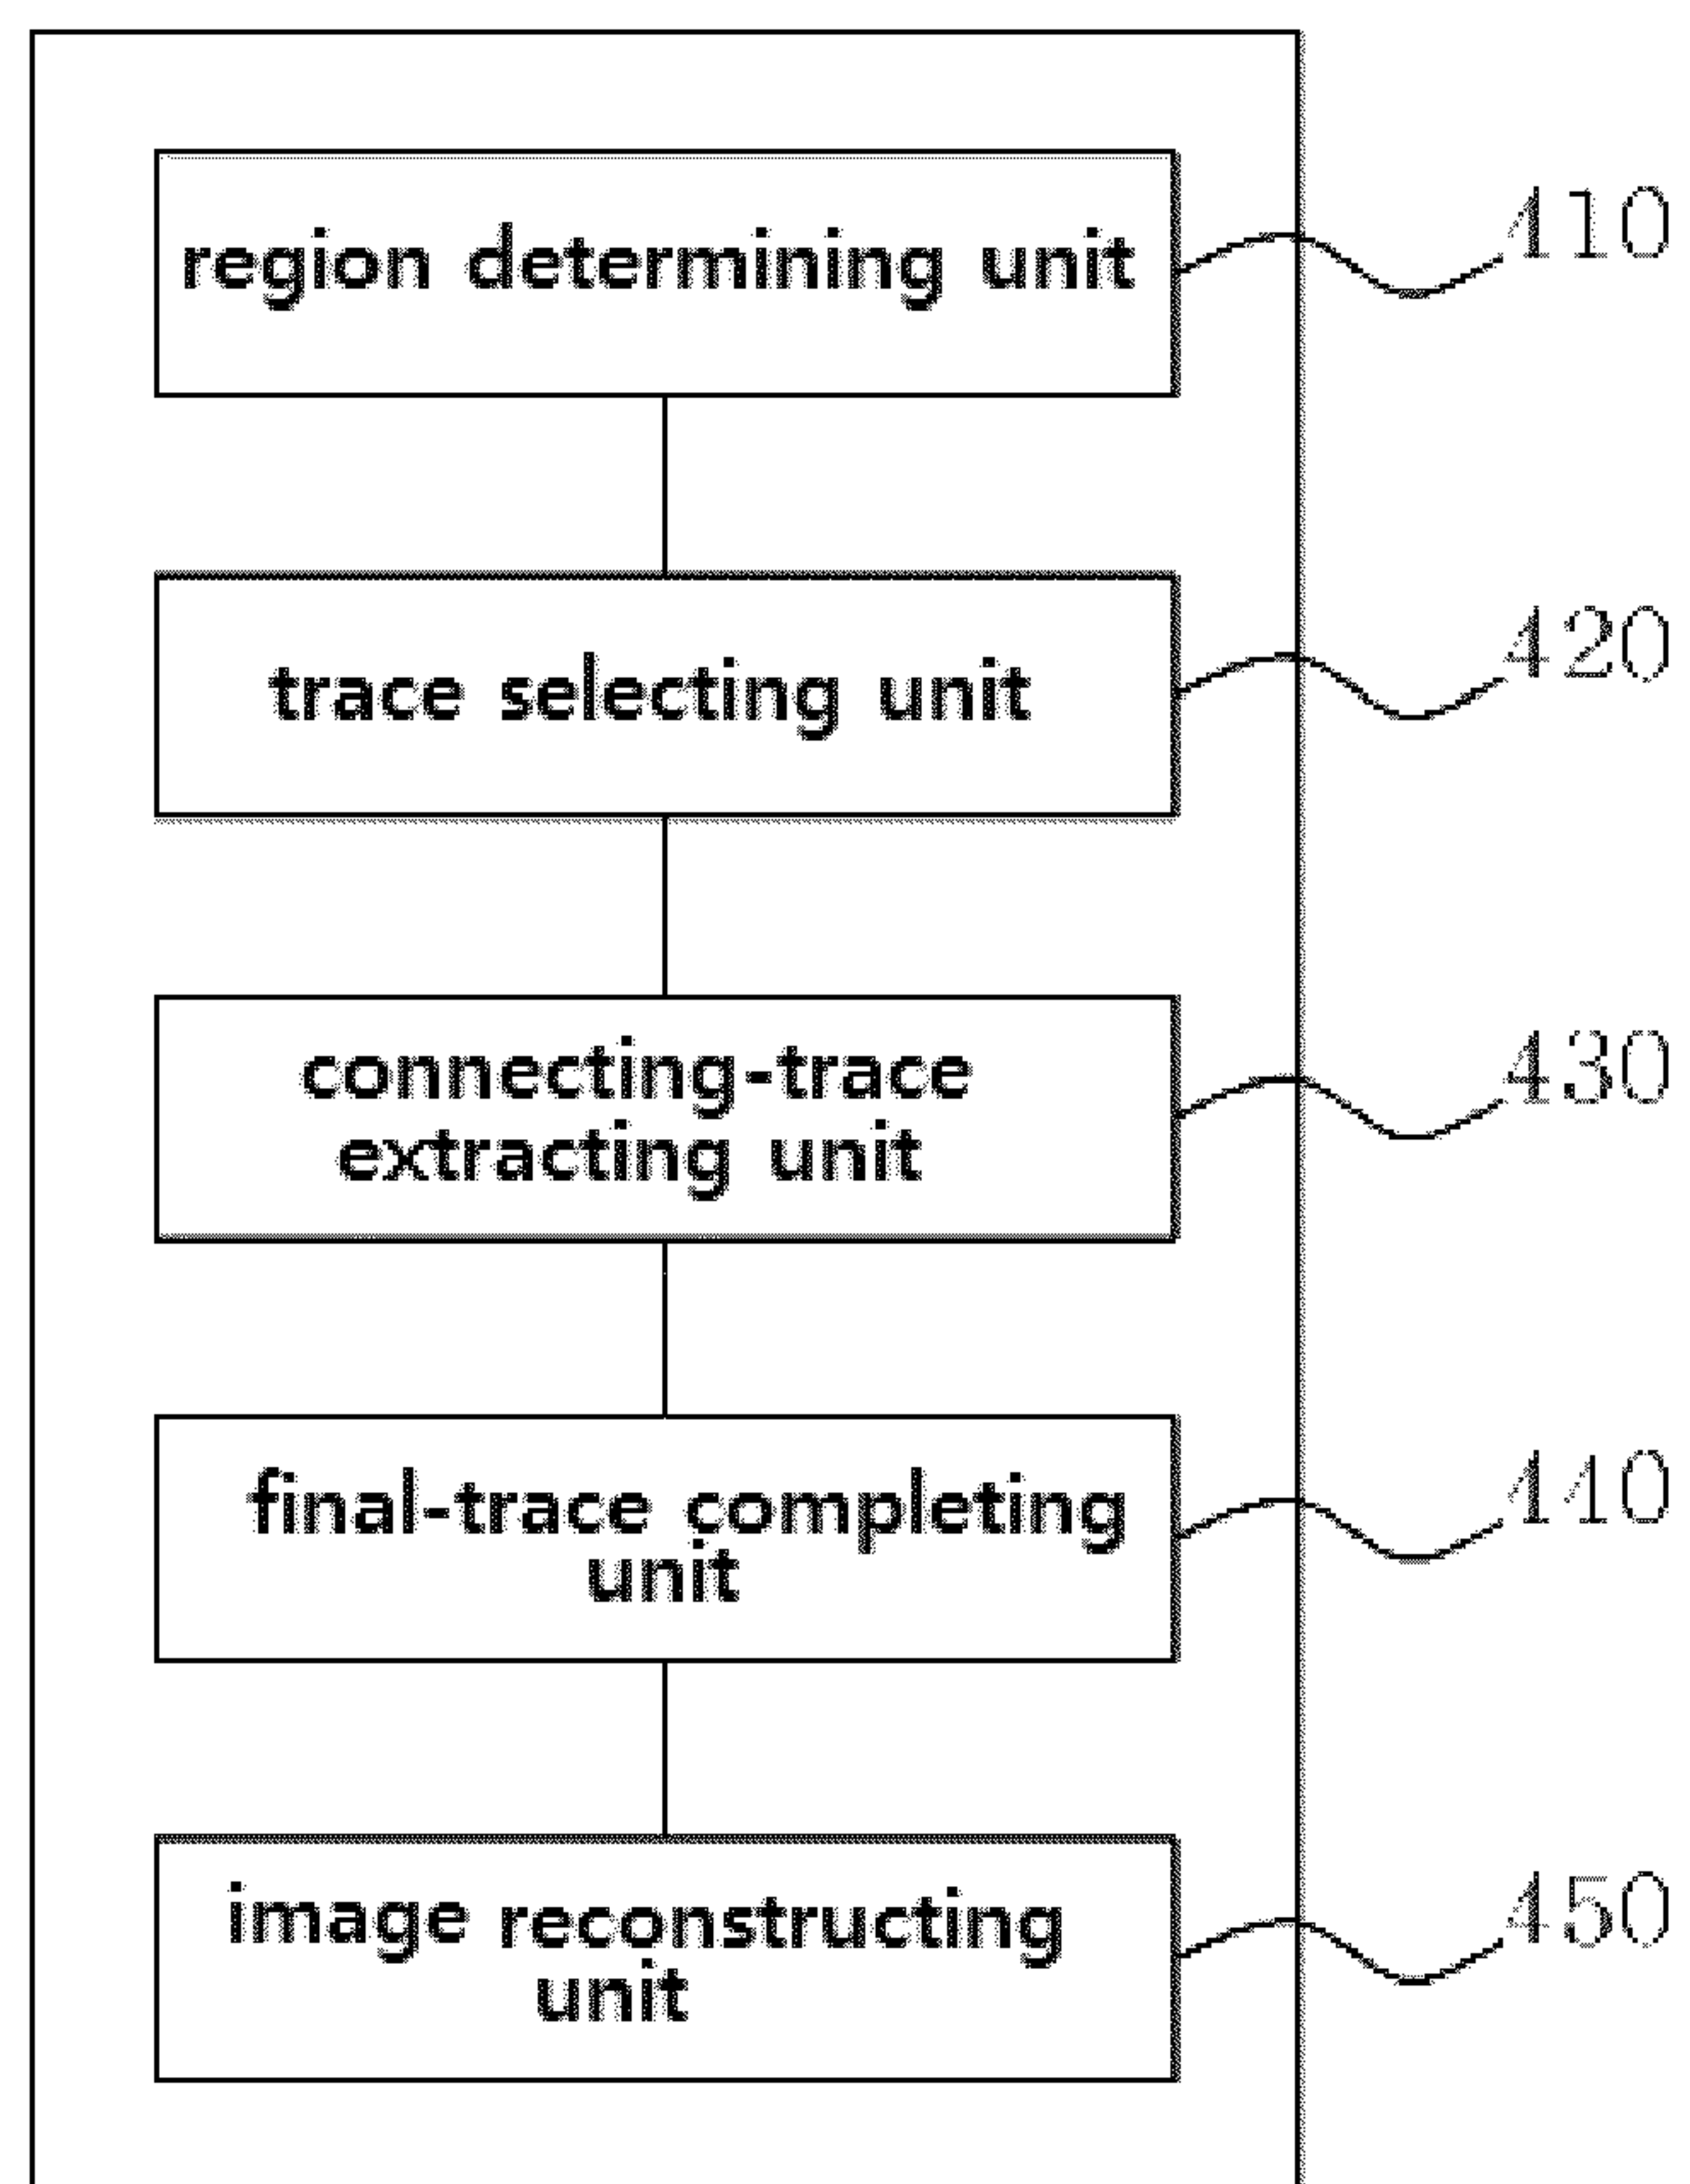 region determining unit
410
trace selecting unit
420
connecting-trace
extracting unit
430
final-trace completing
unit
440
image reconstructing
unit
450